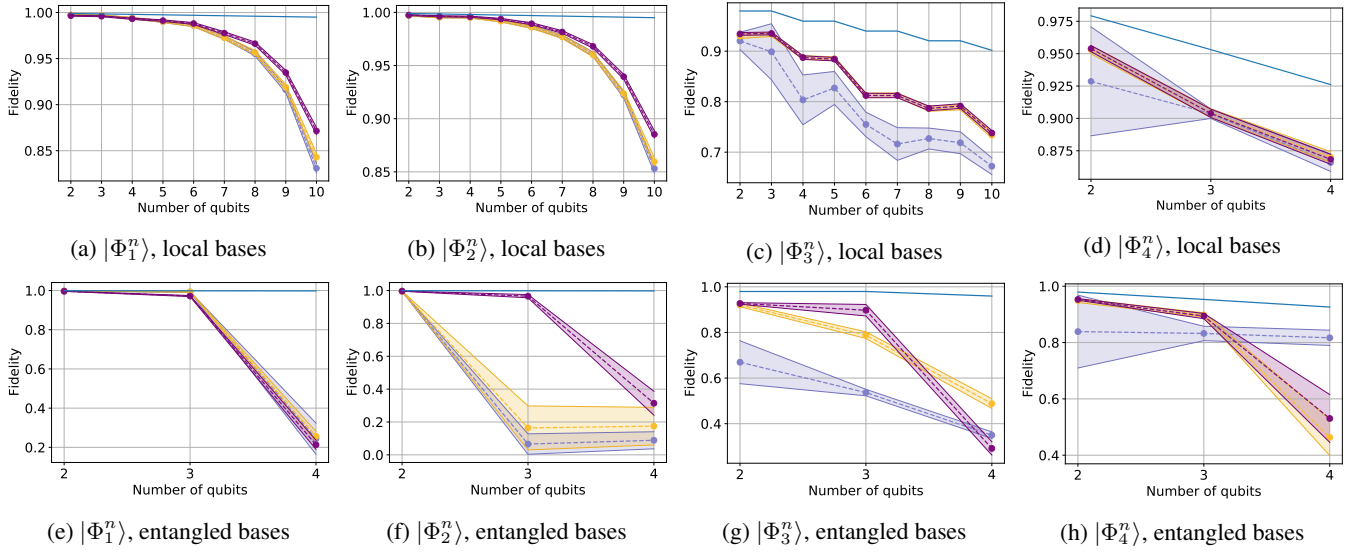 1.00
0.95
0.90
0.85
Fidelity
2 3 4 5 6 7 8 9 10
Number of qubits
(a) |Φ₁ⁿ⟩, local bases
1.00
0.95
0.90
0.85
Fidelity
2 3 4 5 6 7 8 9 10
Number of qubits
(b) |Φ₂ⁿ⟩, local bases
0.9
0.8
0.7
Fidelity
2 3 4 5 6 7 8 9 10
Number of qubits
(c) |Φ₃ⁿ⟩, local bases
0.975
0.950
0.925
0.900
0.875
Fidelity
2 3 4
Number of qubits
(d) |Φ₄ⁿ⟩, local bases
1.0
0.8
0.6
0.4
0.2
Fidelity
2 3 4
Number of qubits
(e) |Φ₁ⁿ⟩, entangled bases
1.0
0.8
0.6
0.4
0.2
0.0
Fidelity
2 3 4
Number of qubits
(f) |Φ₂ⁿ⟩, entangled bases
1.0
0.8
0.6
0.4
Fidelity
2 3 4
Number of qubits
(g) |Φ₃ⁿ⟩, entangled bases
1.0
0.8
0.6
0.4
Fidelity
2 3 4
Number of qubits
(h) |Φ₄ⁿ⟩, entangled bases